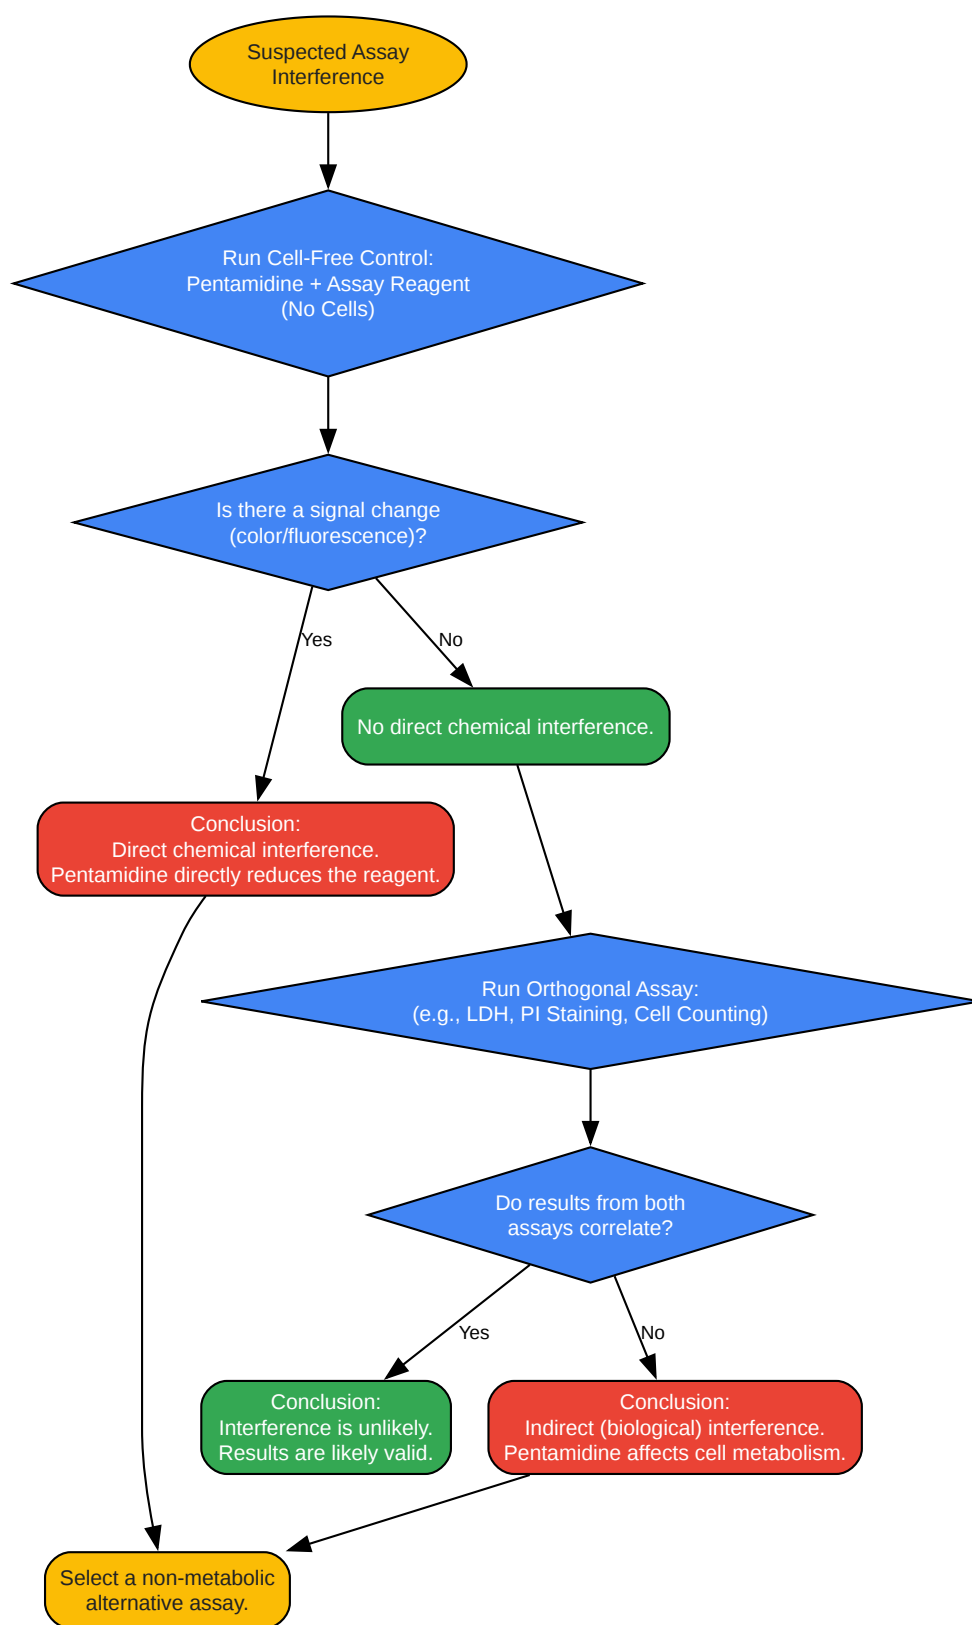 Suspected Assay
Interference
Run Cell-Free Control:
Pentamidine + Assay Reagent
(No Cells)
Is there a signal change
(color/fluorescence)?
Yes
No
No direct chemical interference.
Conclusion:
Direct chemical interference.
Pentamidine directly reduces the reagent.
Run Orthogonal Assay:
(e.g., LDH, PI Staining, Cell Counting)
Do results from both
assays correlate?
Yes
No
Conclusion:
Interference is unlikely.
Results are likely valid.
Conclusion:
Indirect (biological) interference.
Pentamidine affects cell metabolism.
Select a non-metabolic
alternative assay.